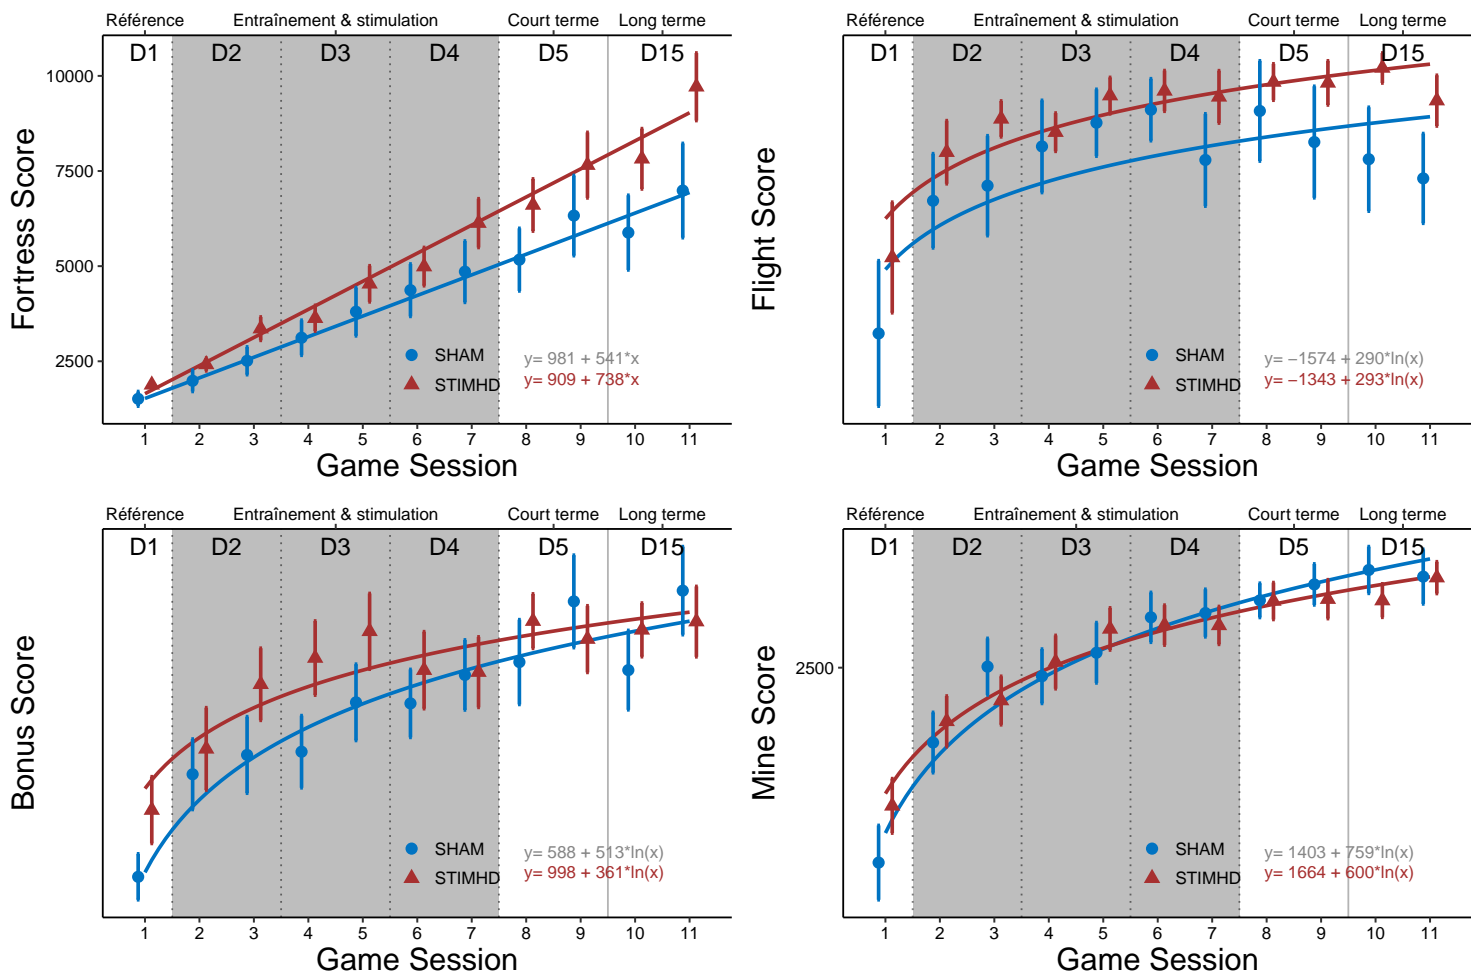 Référence Entraînement & stimulation Court terme Long terme
D1 D2 D3 D4 D5 D15
10000
7500
5000
2500
Fortress Score
SHAM
STIMHD
y= 981 + 541*x
y= 909 + 738*x
1 2 3 4 5 6 7 8 9 10 11
Game Session
Référence Entraînement & stimulation Court terme Long terme
D1 D2 D3 D4 D5 D15
Flight Score
SHAM
STIMHD
y= −1574 + 290*ln(x)
y= −1343 + 293*ln(x)
1 2 3 4 5 6 7 8 9 10 11
Game Session
Référence Entraînement & stimulation Court terme Long terme
D1 D2 D3 D4 D5 D15
Bonus Score
SHAM
STIMHD
y= 588 + 513*ln(x)
y= 998 + 361*ln(x)
1 2 3 4 5 6 7 8 9 10 11
Game Session
Référence Entraînement & stimulation Court terme Long terme
D1 D2 D3 D4 D5 D15
2500
Mine Score
SHAM
STIMHD
y= 1403 + 759*ln(x)
y= 1664 + 600*ln(x)
1 2 3 4 5 6 7 8 9 10 11
Game Session